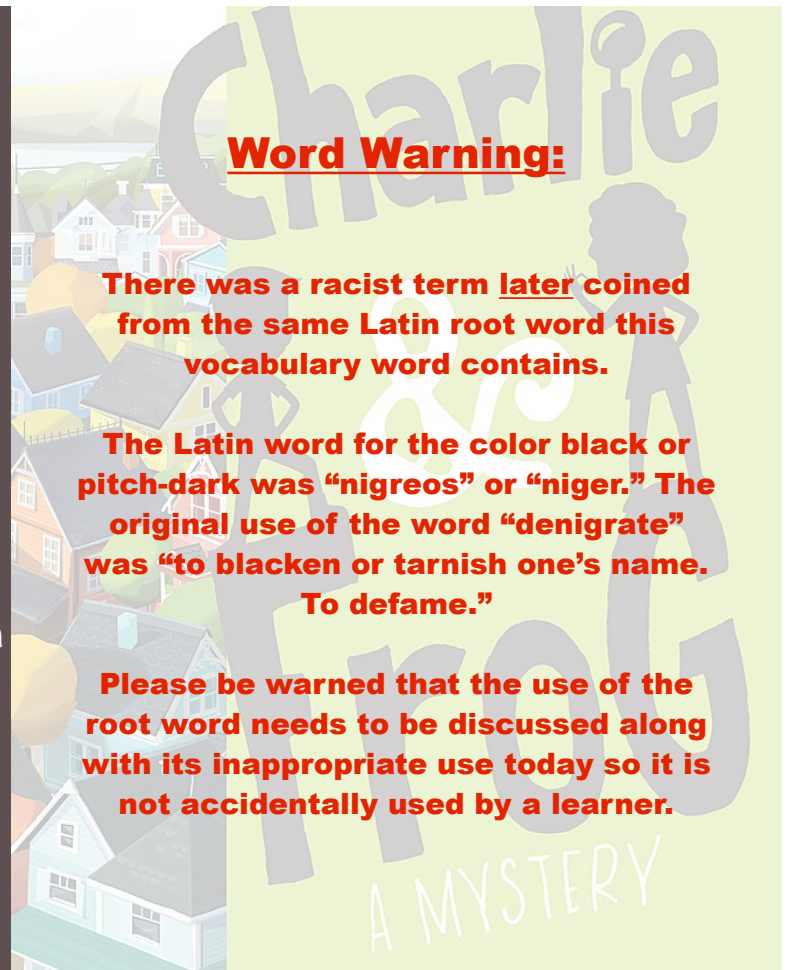 Charlie
Word Warning:
There was a racist term later coined
from the same Latin root word this
vocabulary word contains.
&
The Latin word for the color black or
pitch-dark was “nigreos” or “niger.” The
original use of the word “denigrate”
was “to blacken or tarnish one’s name.
To defame.”
Frog
Please be warned that the use of the
root word needs to be discussed along
with its inappropriate use today so it is
not accidentally used by a learner.
A MYSTERY